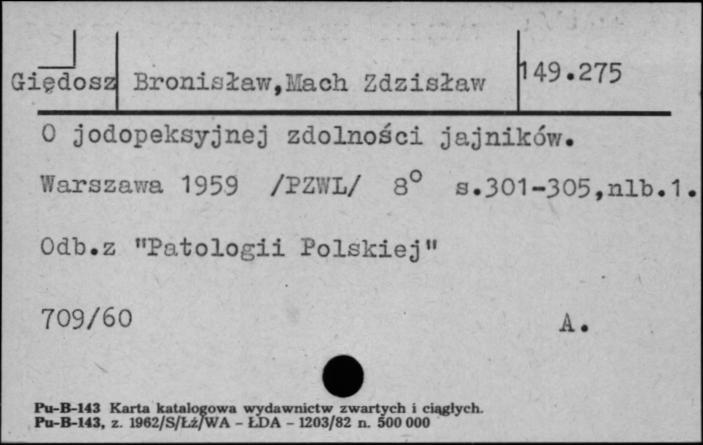 Giędosz Bronisław,Mach Zdzisław 149.275
O jodopeksyjnej zdolności jajników.
Warszawa 1959 /PZWL/ 8° s.301-305,nlb.1.
Odb.z "Patologii Polskiej"
709/60 A.
Pu-B-143 Karta katalogowa wydawnictw zwartych i ciągłych.
Pu-B-143, z. 1962/S/Łź/WA - ŁDA - 1203/82 n. 500 000